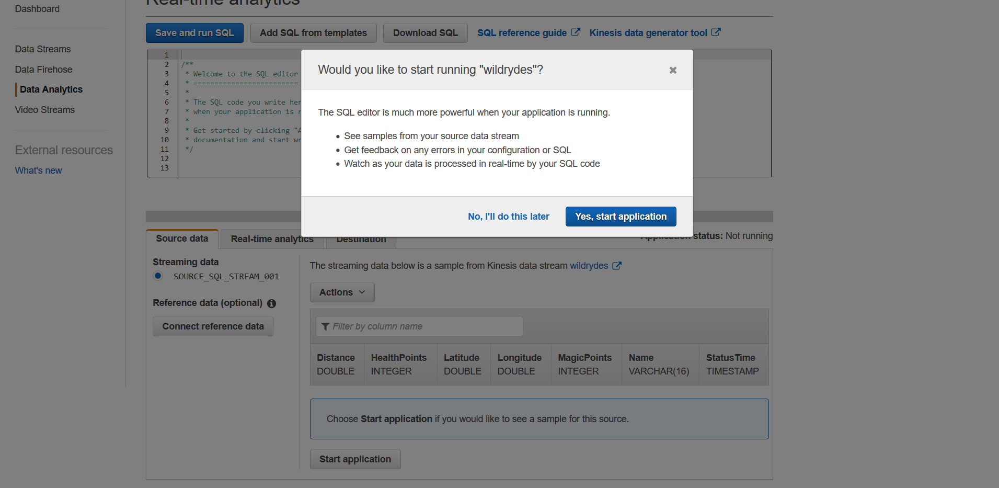 Dashboard
Real-time analytics
Save and run SQL
Add SQL from templates
Download SQL
SQL reference guide
Kinesis data generator tool
Data Streams
Data Firehose
Data Analytics
Video Streams
External resources
What's new
1
2 /**
3 * Welcome to the SQL editor
4 * =========================
5 *
6 * The SQL code you write her
7 * when your application is r
8 *
9 * Get started by clicking "A
10 * documentation and start wr
11 */
12
13
Would you like to start running "wildrydes"?
The SQL editor is much more powerful when your application is running.
• See samples from your source data stream
• Get feedback on any errors in your configuration or SQL
• Watch as your data is processed in real-time by your SQL code
No, I'll do this later
Yes, start application
Source data
Real-time analytics
Destination
Application status: Not running
Streaming data
SOURCE_SQL_STREAM_001
Reference data (optional)
Connect reference data
The streaming data below is a sample from Kinesis data stream wildrydes
Actions
Filter by column name
Distance HealthPoints Latitude Longitude MagicPoints Name StatusTime
DOUBLE INTEGER DOUBLE DOUBLE INTEGER VARCHAR(16) TIMESTAMP
Choose Start application if you would like to see a sample for this source.
Start application